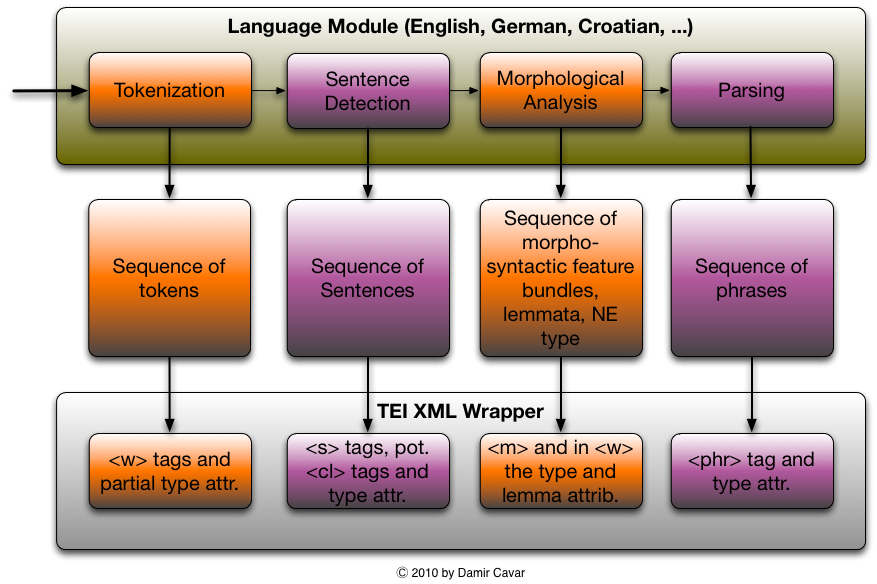 Language Module (English, German, Croatian, ...)
Tokenization
Sentence
Detection
Morphological
Analysis
Parsing
Sequence of
tokens
Sequence of
Sentences
Sequence of
morpho-
syntactic feature
bundles,
lemmata, NE
type
Sequence of
phrases
TEI XML Wrapper
<w> tags and
partial type attr.
<s> tags, pot.
<cl> tags and
type attr.
<m> and in <w>
the type and
lemma attrib.
<phr> tag and
type attr.
© 2010 by Damir Cavar